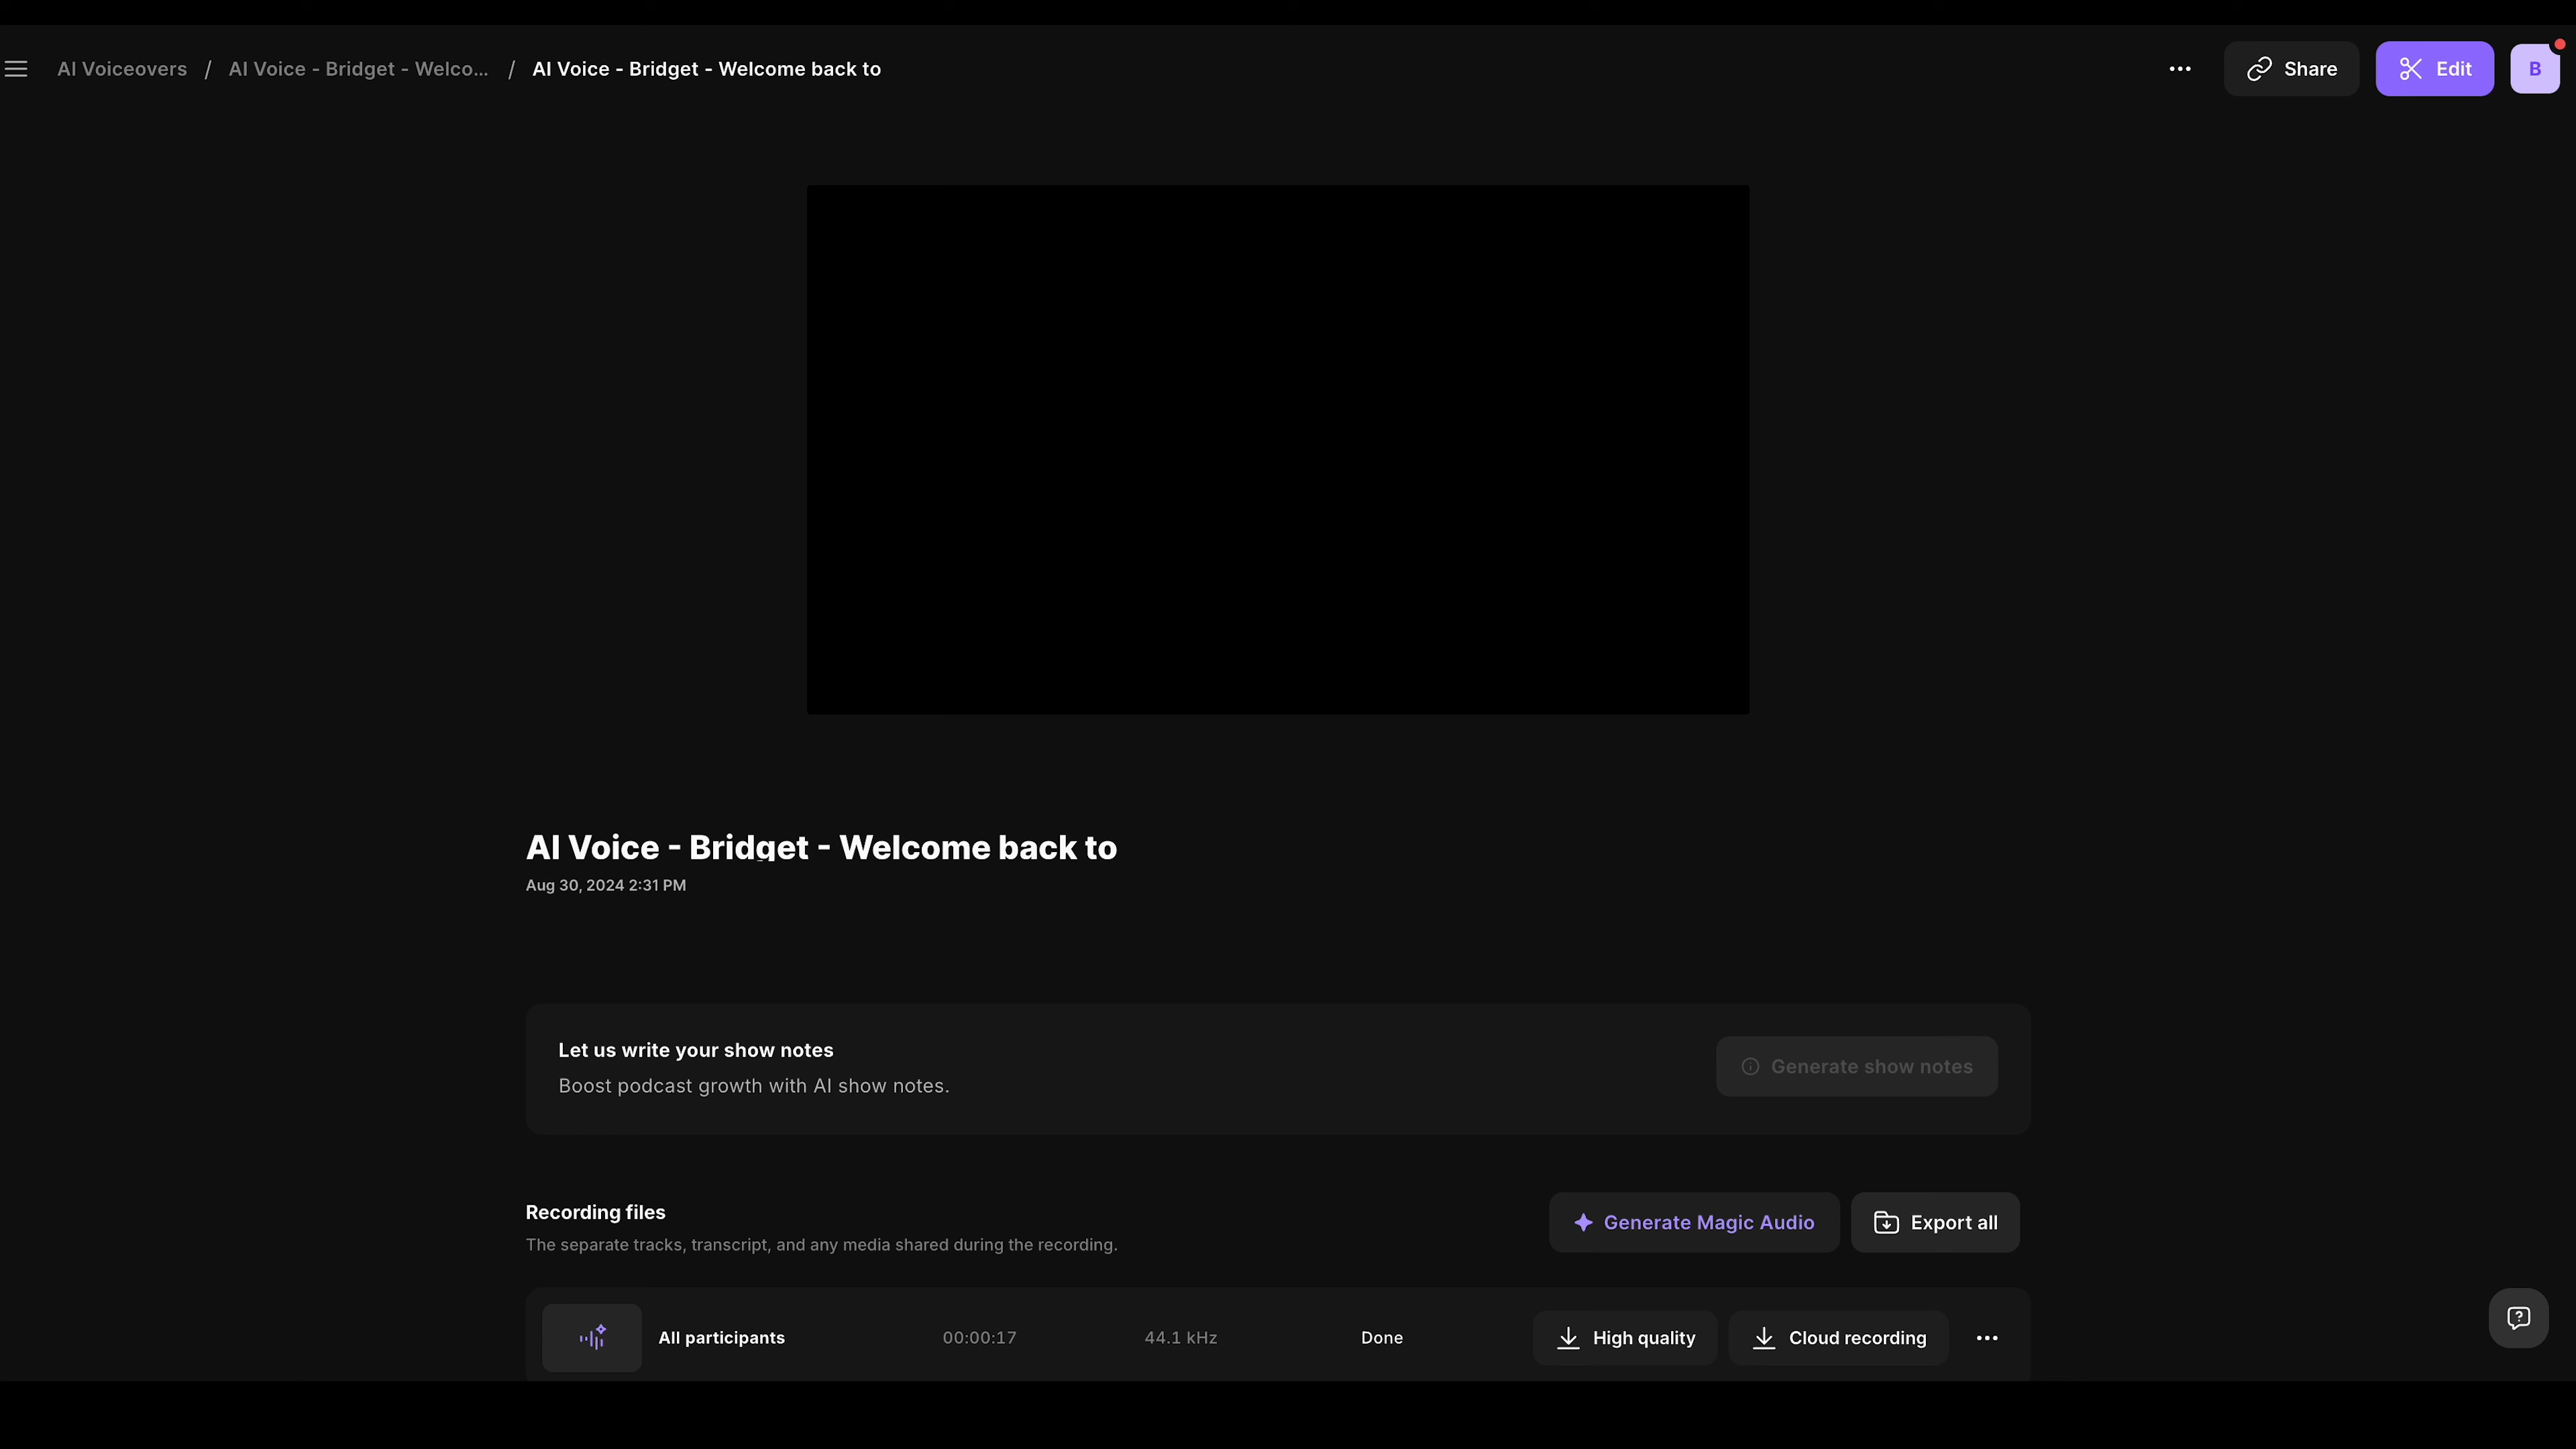 AI Voiceovers / AI Voice - Bridget - Welco... / AI Voice - Bridget - Welcome back to
Share
Edit
B
AI Voice - Bridget - Welcome back to
Aug 30, 2024 2:31 PM
Let us write your show notes
Boost podcast growth with AI show notes.
Generate show notes
Recording files
The separate tracks, transcript, and any media shared during the recording.
Generate Magic Audio
Export all
All participants 00:00:17 44.1 kHz Done High quality Cloud recording